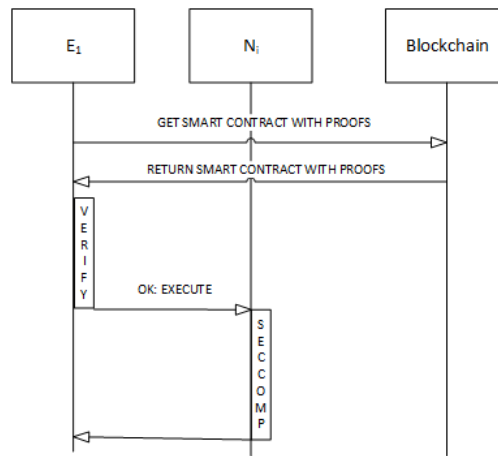 E₁
Nᵢ
Blockchain
GET SMART CONTRACT WITH PROOFS
RETURN SMART CONTRACT WITH PROOFS
VERIFY
OK: EXECUTE
SECCOMP